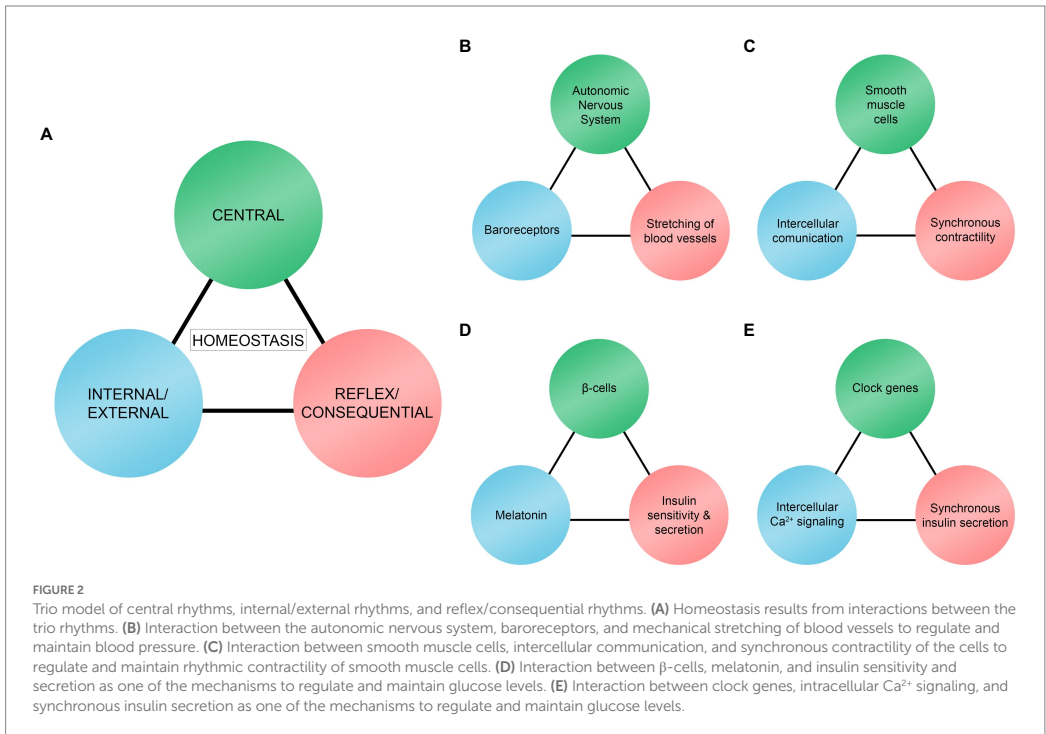 A
CENTRAL
HOMEOSTASIS
INTERNAL/
EXTERNAL
REFLEX/
CONSEQUENTIAL
B
Autonomic
Nervous
System
Baroreceptors
Stretching of
blood vessels
C
Smooth
muscle
cells
Intercellular
comunication
Synchronous
contractility
D
β-cells
Melatonin
Insulin
sensitivity &
secretion
E
Clock genes
Intercellular
Ca²⁺ signaling
Synchronous
insulin secretion
FIGURE 2
Trio model of central rhythms, internal/external rhythms, and reflex/consequential rhythms. (A) Homeostasis results from interactions between the
trio rhythms. (B) Interaction between the autonomic nervous system, baroreceptors, and mechanical stretching of blood vessels to regulate and
maintain blood pressure. (C) Interaction between smooth muscle cells, intercellular communication, and synchronous contractility of the cells to
regulate and maintain rhythmic contractility of smooth muscle cells. (D) Interaction between β-cells, melatonin, and insulin sensitivity and
secretion as one of the mechanisms to regulate and maintain glucose levels. (E) Interaction between clock genes, intracellular Ca²⁺ signaling, and
synchronous insulin secretion as one of the mechanisms to regulate and maintain glucose levels.